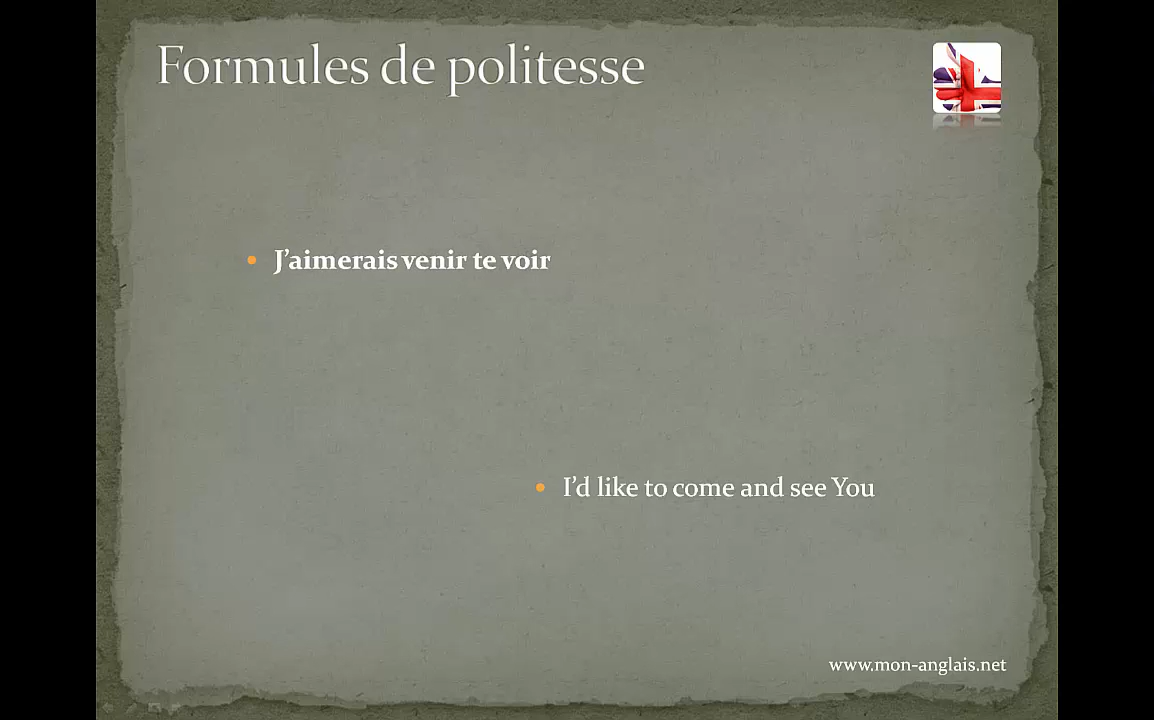 Formules de politesse
• J’aimerais venir te voir
• I’d like to come and see You
www.mon-anglais.net